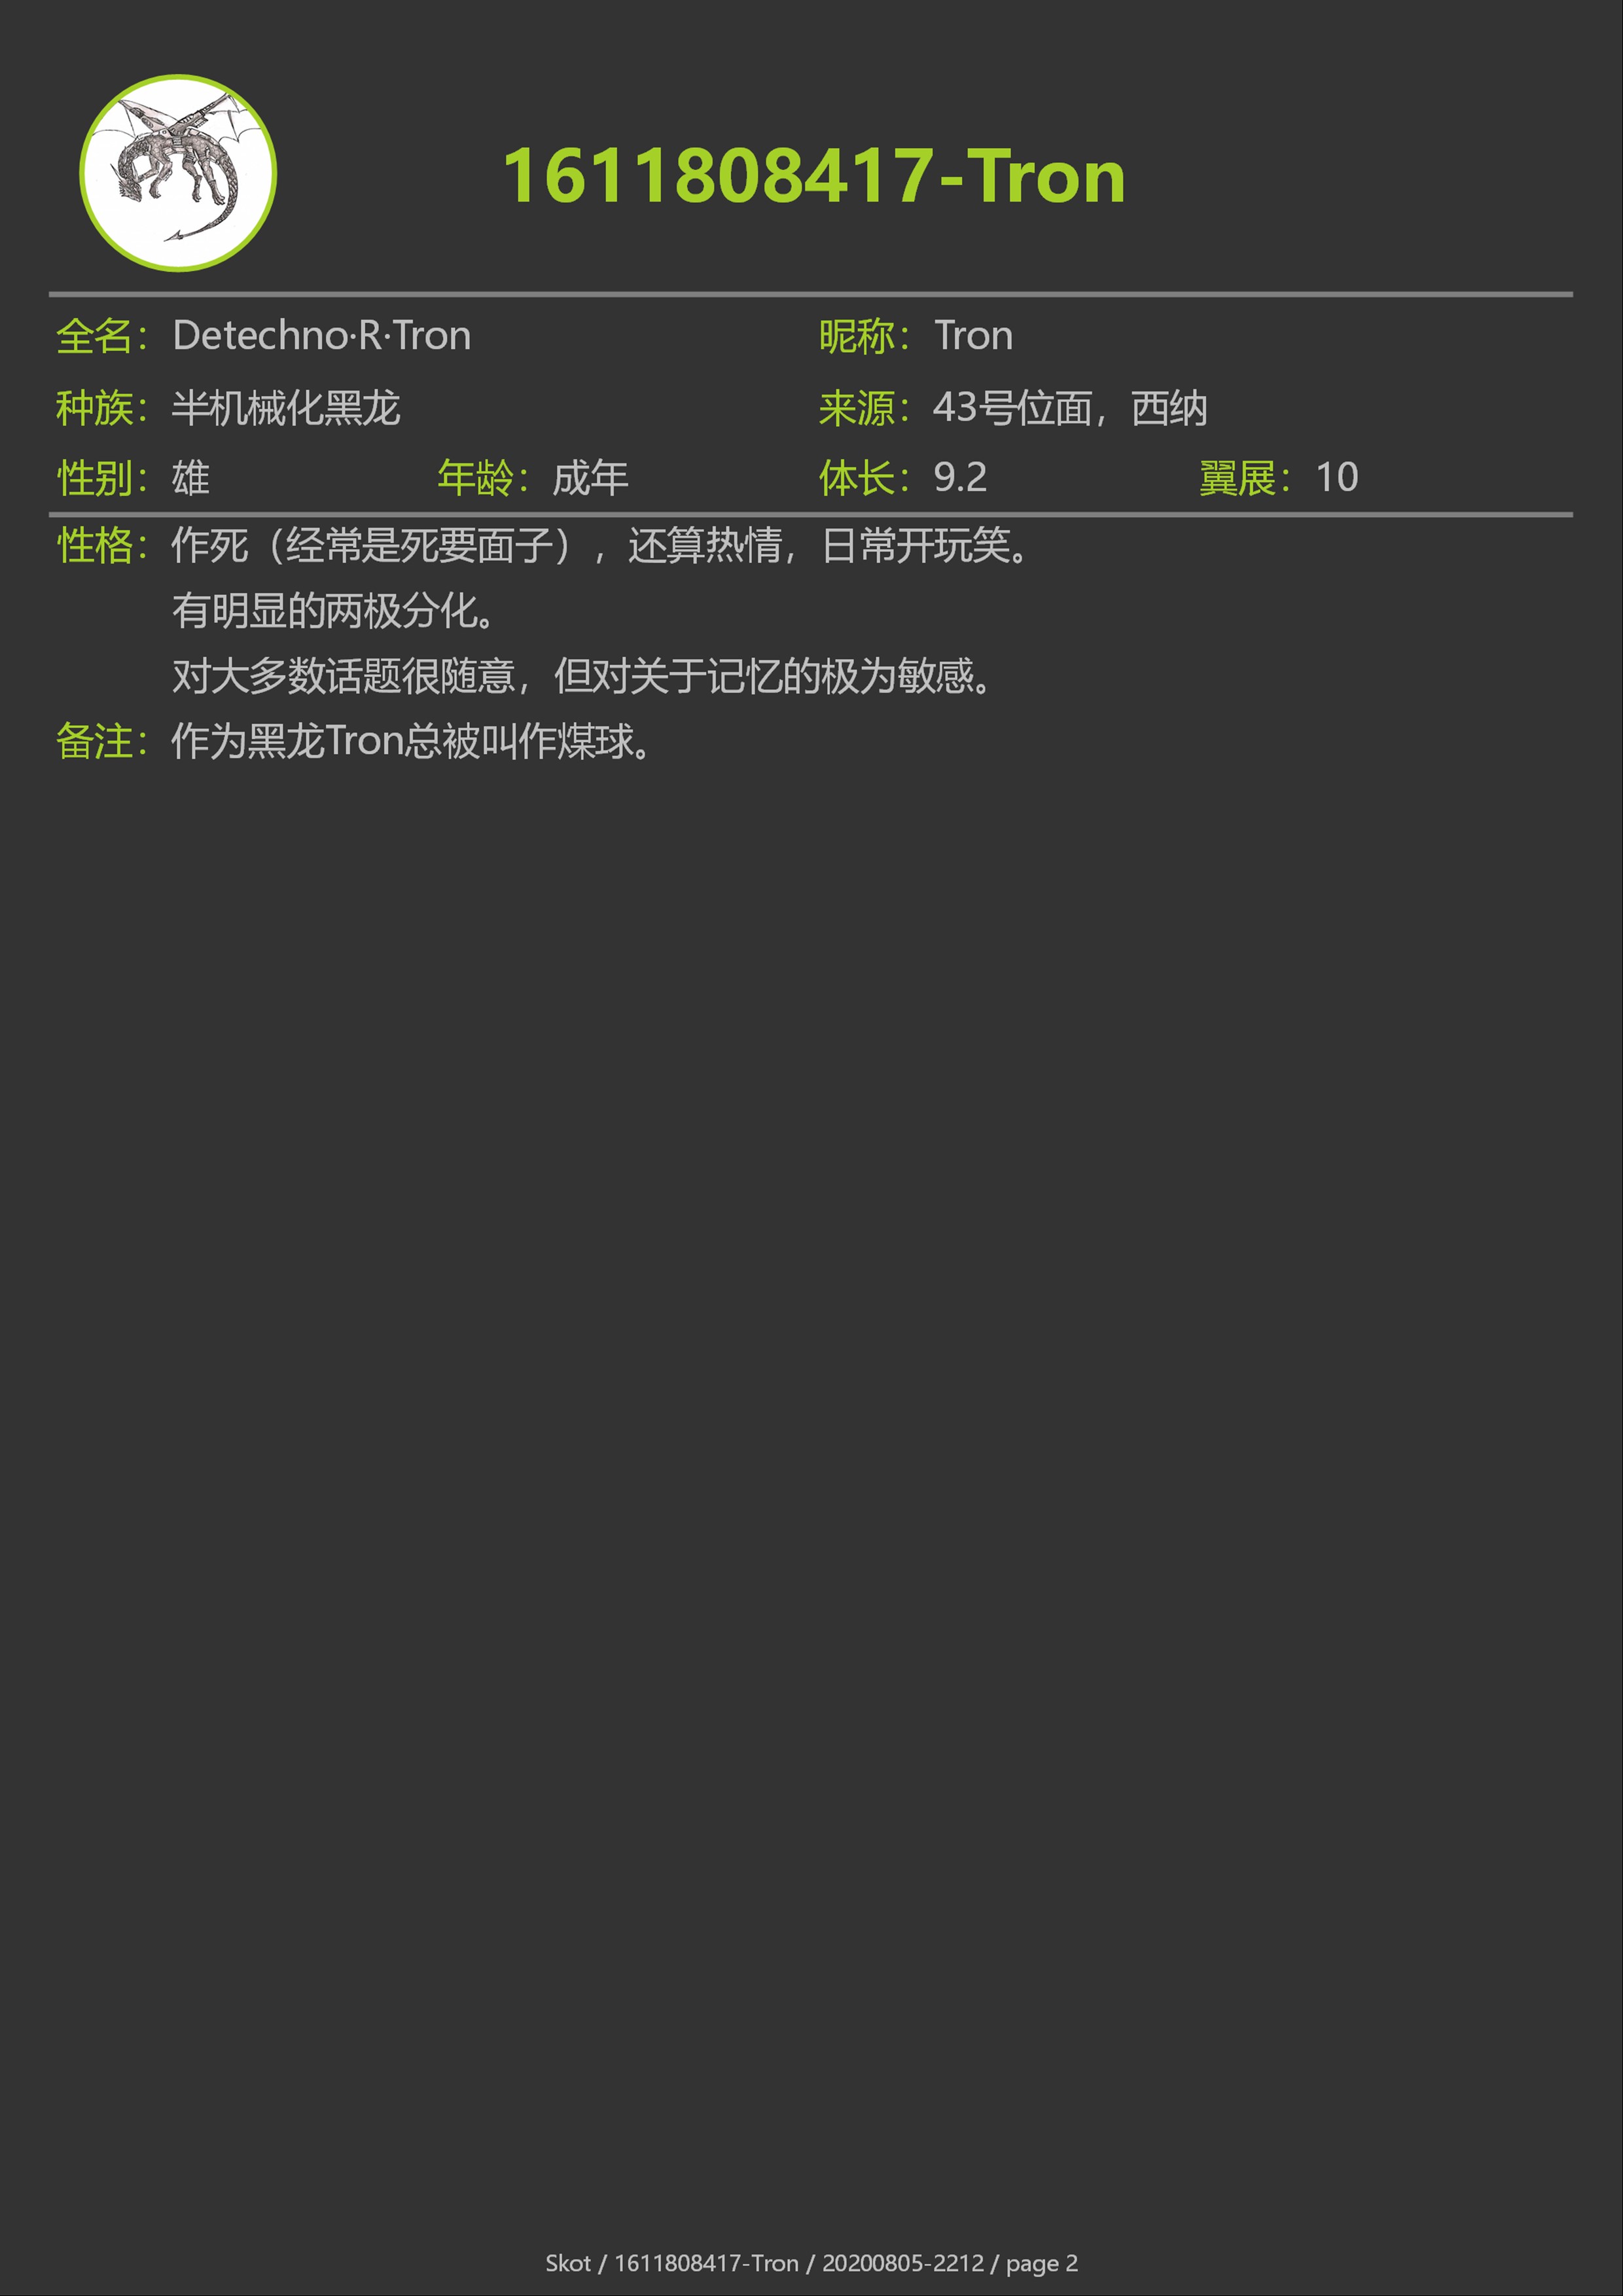 1611808417-Tron
全名： Detechno·R·Tron 昵称： Tron
种族： 半机械化黑龙 来源： 43号位面，西纳
性别： 雄 年龄： 成年 体长： 9.2 翼展： 10
性格： 作死（经常是死要面子），还算热情，日常开玩笑。
有明显的两极分化。
对大多数话题很随意，但对关于记忆的极为敏感。
备注： 作为黑龙Tron总被叫作煤球。
Skot / 1611808417-Tron / 20200805-2212 / page 2